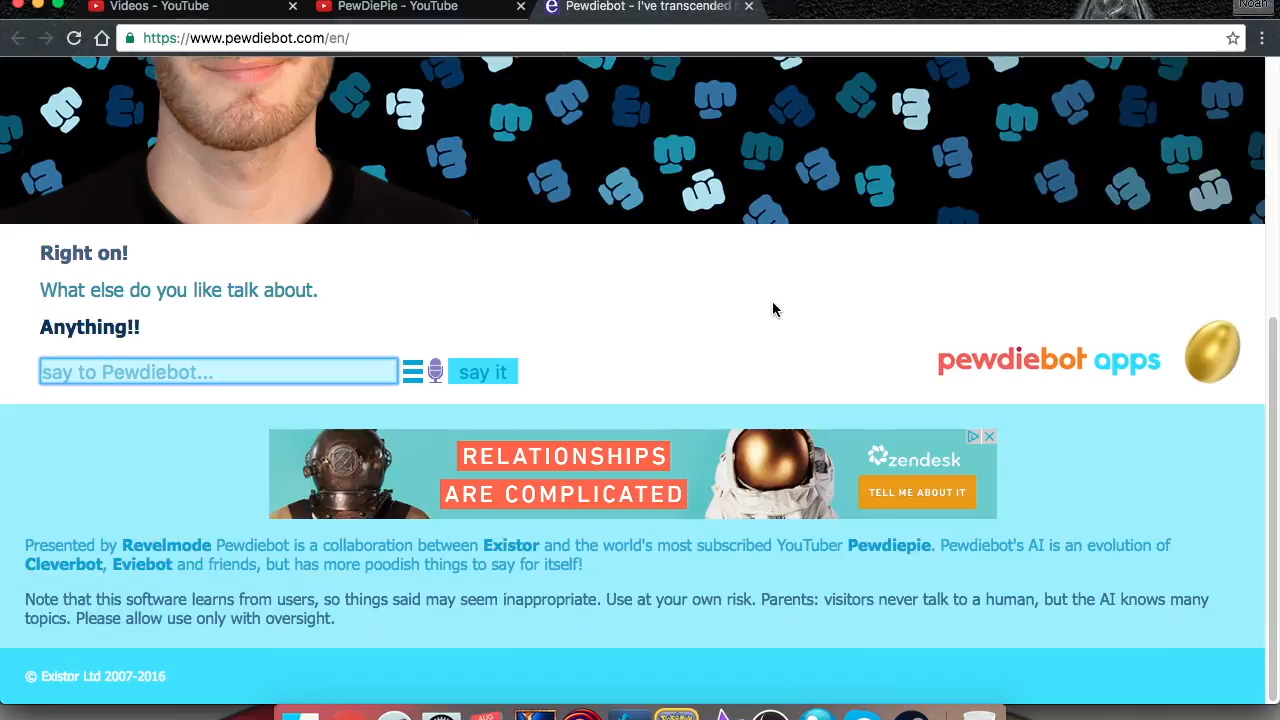 Videos - YouTube
PewDiePie - YouTube
Pewdiebot - I've transcended h
Noah
https://www.pewdiebot.com/en/
Right on!
What else do you like talk about.
Anything!!
say to Pewdiebot...
say it
pewdiebot apps
RELATIONSHIPS
ARE COMPLICATED
zendesk
TELL ME ABOUT IT
Presented by Revelmode Pewdiebot is a collaboration between Existor and the world's most subscribed YouTuber Pewdiepie. Pewdiebot's AI is an evolution of
Cleverbot, Eviebot and friends, but has more poodish things to say for itself!
Note that this software learns from users, so things said may seem inappropriate. Use at your own risk. Parents: visitors never talk to a human, but the AI knows many
topics. Please allow use only with oversight.
© Existor Ltd 2007-2016
AUG